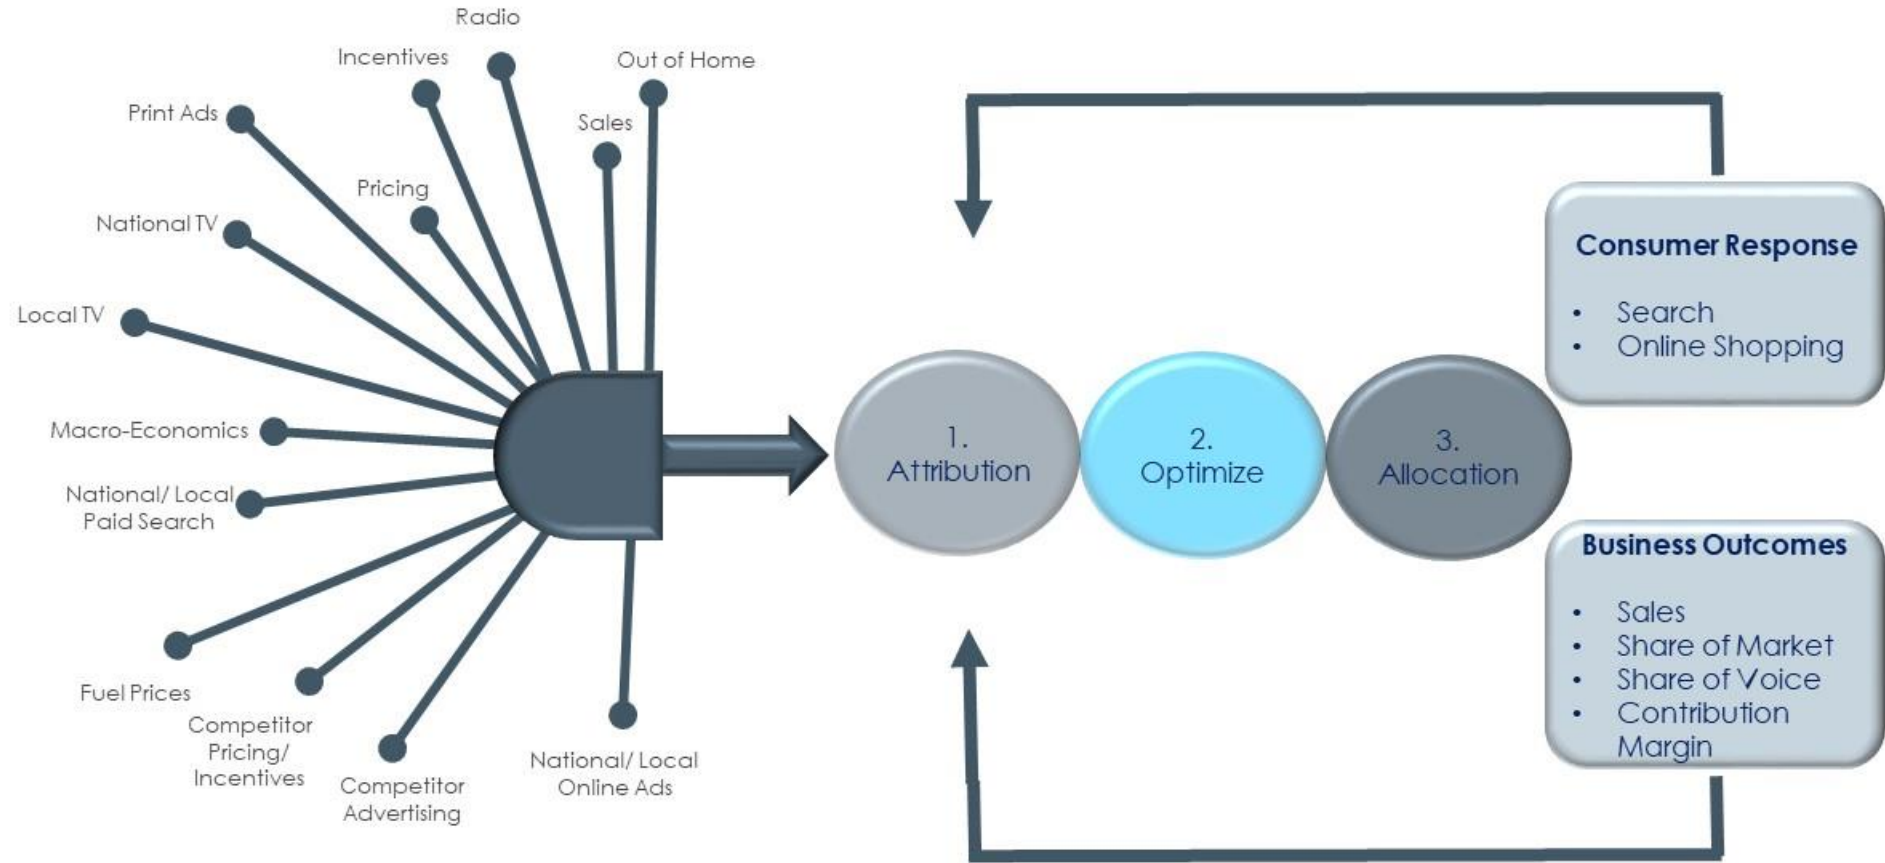 Radio
Incentives
Out of Home
Print Ads
Sales
Pricing
National TV
Local TV
Macro-Economics
National/ Local
Paid Search
Fuel Prices
Competitor
Pricing/
Incentives
Competitor
Advertising
National/ Local
Online Ads
1.
Attribution
2.
Optimize
3.
Allocation
Consumer Response
• Search
• Online Shopping
Business Outcomes
• Sales
• Share of Market
• Share of Voice
• Contribution
Margin